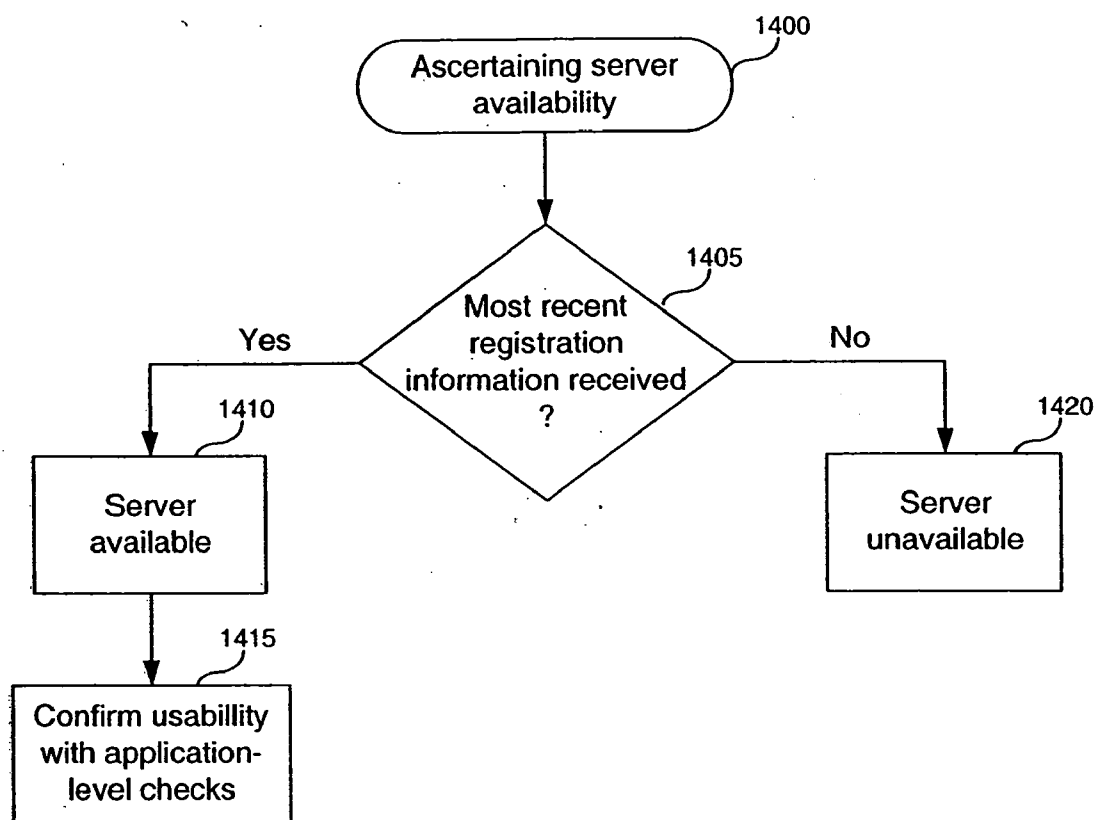 1400
Ascertaining server
availability
1405
Most recent
registration
information received
?
Yes
No
1410
Server
available
1420
Server
unavailable
1415
Confirm usabillity
with application-
level checks